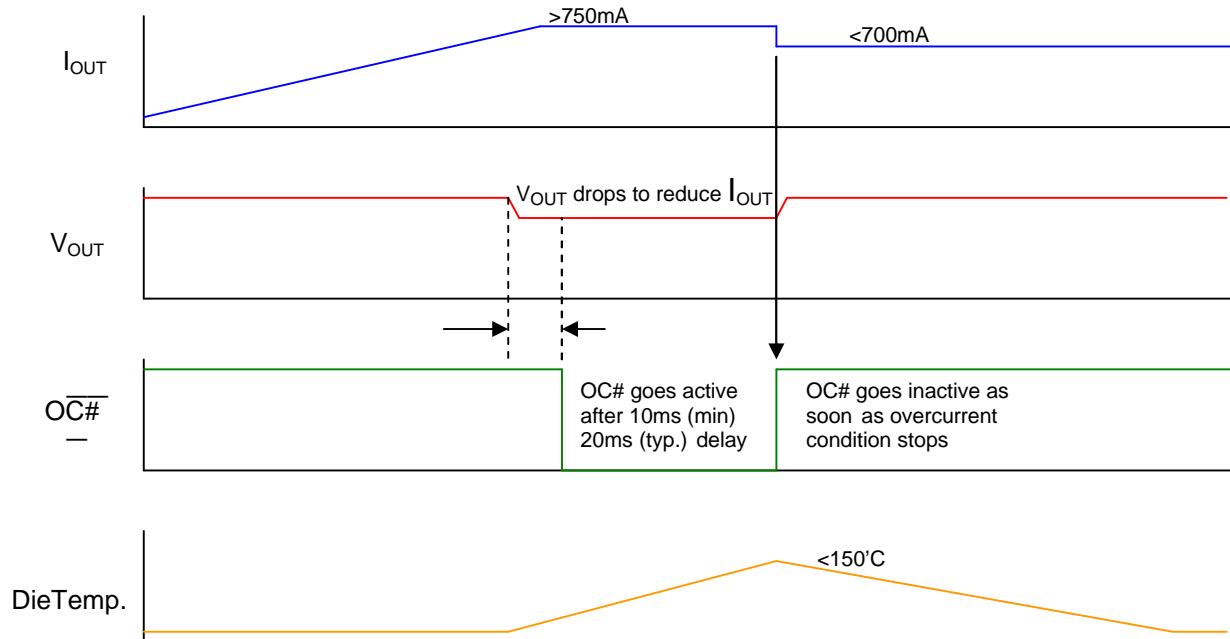 >750mA
<700mA
IOUT
VOUT drops to reduce IOUT
VOUT
OC#
OC# goes active
after 10ms (min)
20ms (typ.) delay
OC# goes inactive as
soon as overcurrent
condition stops
<150'C
DieTemp.